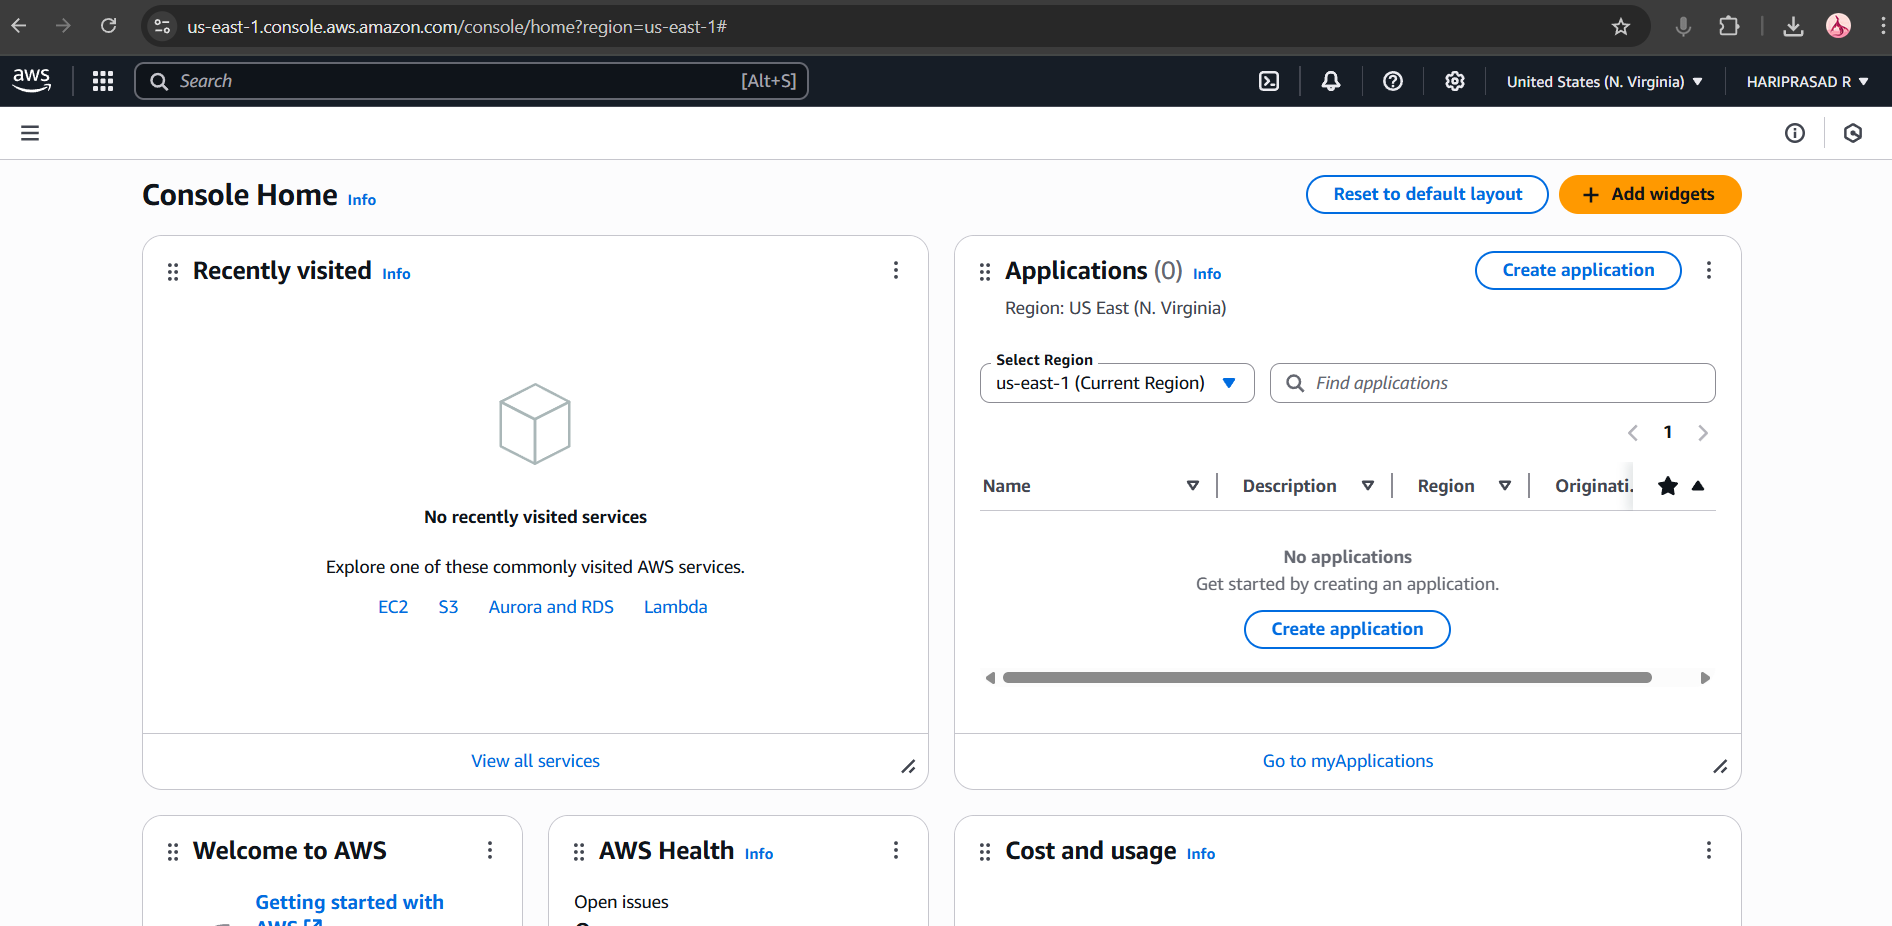 us-east-1.console.aws.amazon.com/console/home?region=us-east-1#
aws
Search [Alt+S]
United States (N. Virginia)
HARIPRASAD R
Console Home Info
Reset to default layout
Add widgets
Recently visited Info
No recently visited services
Explore one of these commonly visited AWS services.
EC2 S3 Aurora and RDS Lambda
View all services
Applications (0) Info
Create application
Region: US East (N. Virginia)
Select Region
us-east-1 (Current Region)
Find applications
1
Name Description Region Originati.
No applications
Get started by creating an application.
Create application
Go to myApplications
Welcome to AWS
Getting started with
AWS
AWS Health Info
Open issues
Cost and usage Info